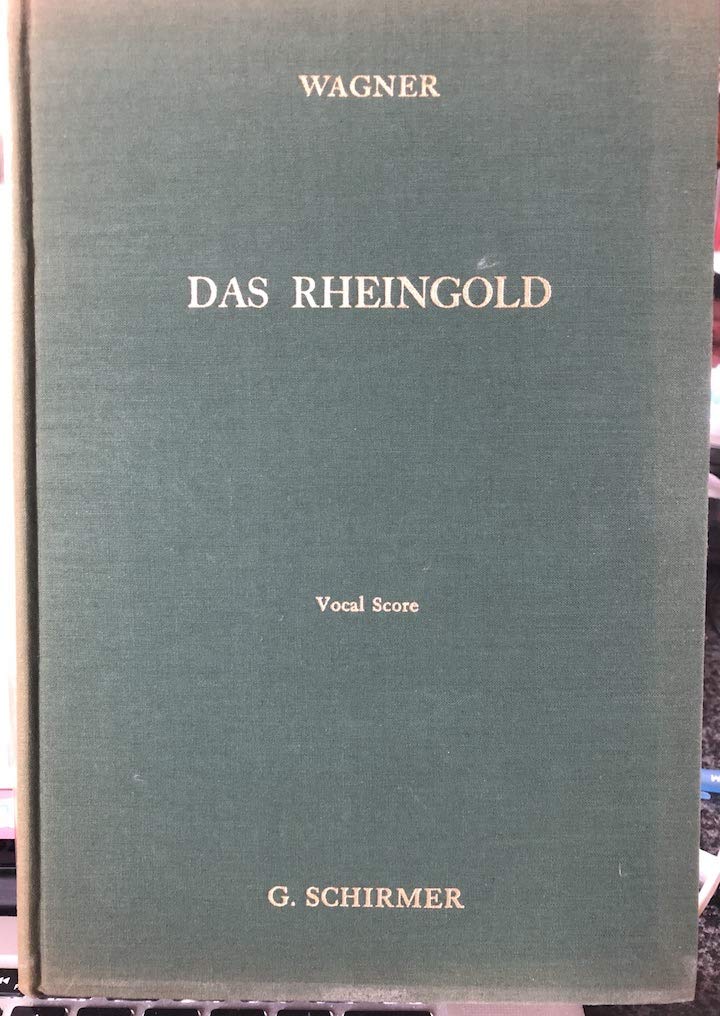 WAGNER
DAS RHEINGOLD
Vocal Score
G. SCHIRMER